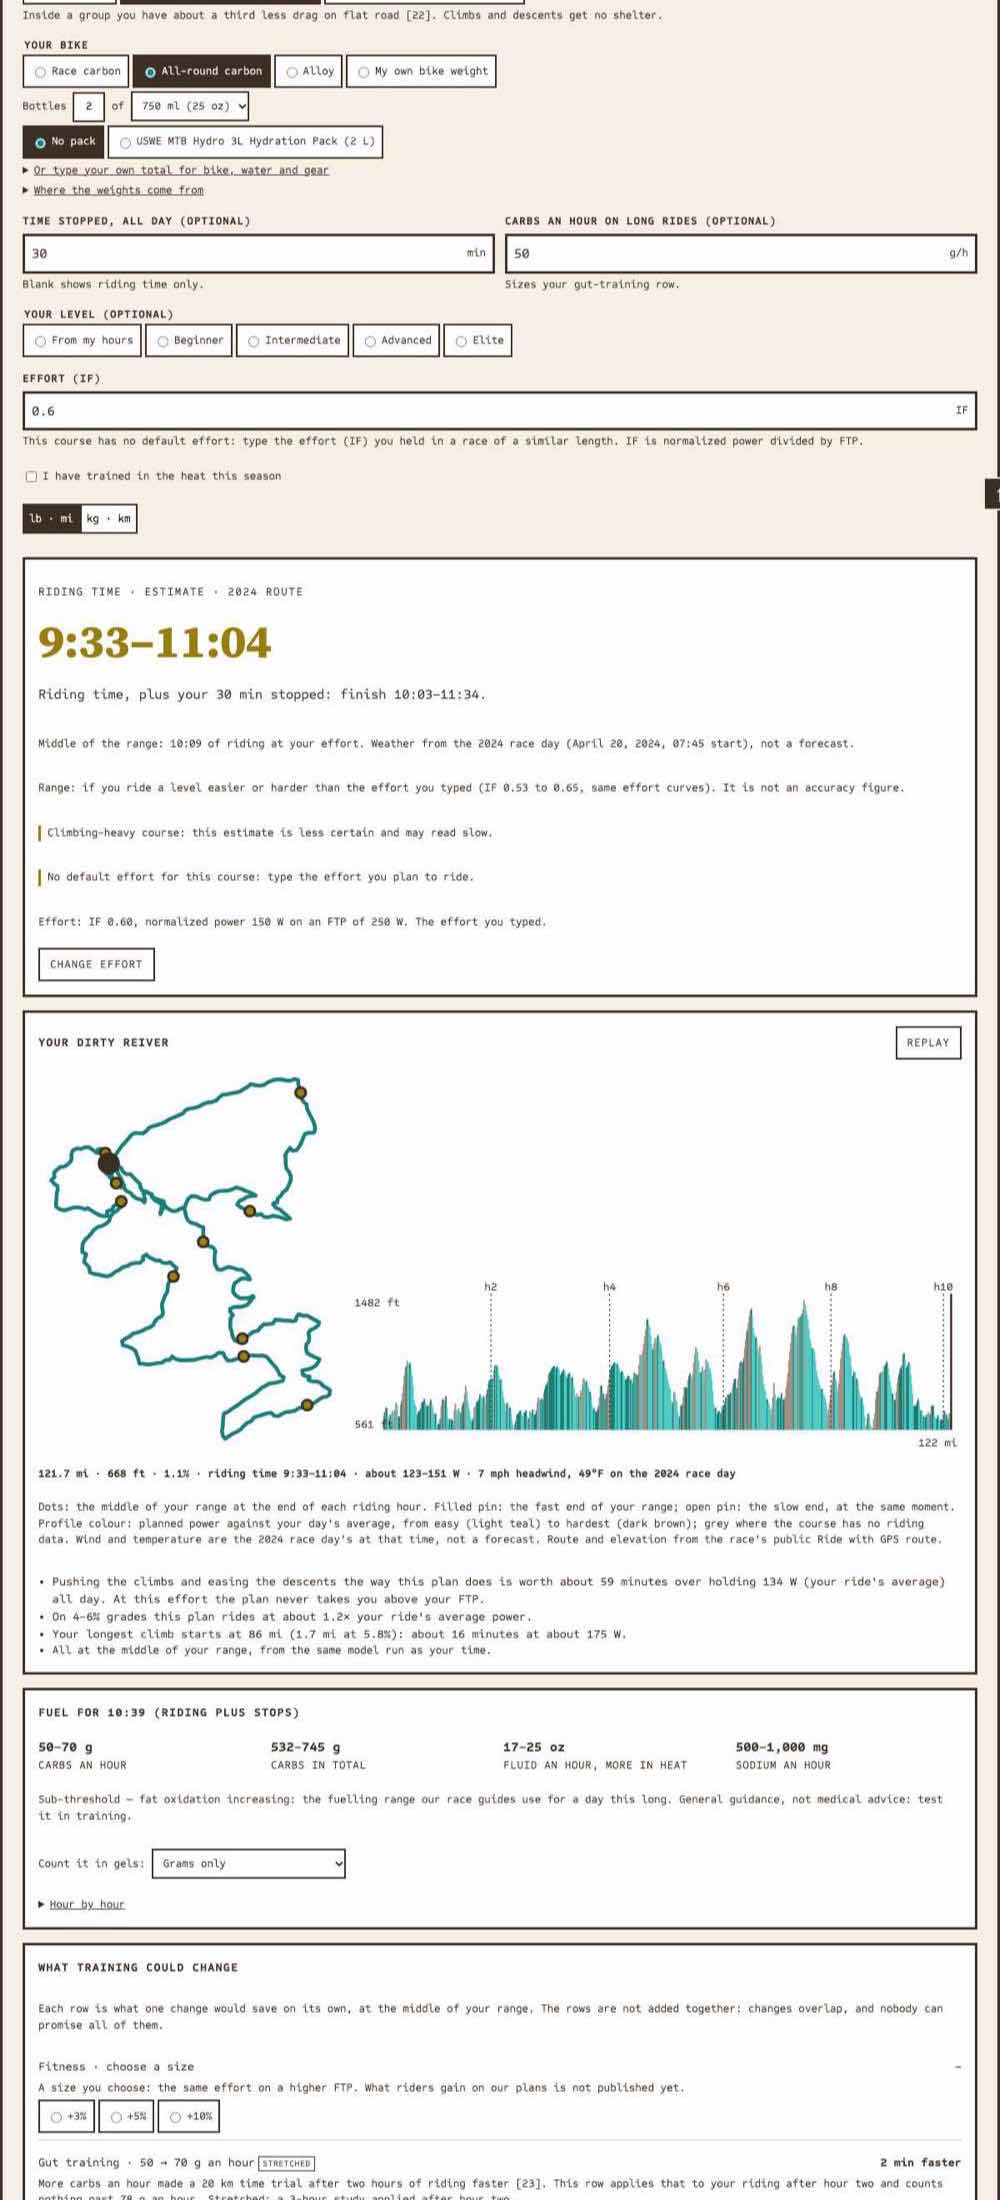 Inside a group you have about a third less drag on flat road [22]. Climbs and descents get no shelter.
YOUR BIKE
Race carbon All-round carbon Alloy My own bike weight
Bottles 2 of 750 ml (25 oz)
No pack USWE MTB Hydro 3L Hydration Pack (2 L)
Or type your own total for bike, water and gear
Where the weights come from
TIME STOPPED, ALL DAY (OPTIONAL) CARBS AN HOUR ON LONG RIDES (OPTIONAL)
30 min 50 g/h
Blank shows riding time only. Sizes your gut-training row.
YOUR LEVEL (OPTIONAL)
From my hours Beginner Intermediate Advanced Elite
EFFORT (IF)
0.6 IF
This course has no default effort: type the effort (IF) you held in a race of a similar length. IF is normalized power divided by FTP.
I have trained in the heat this season
lb · mi kg · km
RIDING TIME · ESTIMATE · 2024 ROUTE
9:33–11:04
Riding time, plus your 30 min stopped: finish 10:03–11:34.
Middle of the range: 10:09 of riding at your effort. Weather from the 2024 race day (April 20, 2024, 07:45 start), not a forecast.
Range: if you ride a level easier or harder than the effort you typed (IF 0.53 to 0.65, same effort curves). It is not an accuracy figure.
Climbing-heavy course: this estimate is less certain and may read slow.
No default effort for this course: type the effort you plan to ride.
Effort: IF 0.60, normalized power 150 W on an FTP of 250 W. The effort you typed.
CHANGE EFFORT
YOUR DIRTY REIVER REPLAY
h2 h4 h6 h8 h10
1482 ft
561 ft
122 mi
121.7 mi · 668 ft · 1.1% · riding time 9:33–11:04 · about 123–151 W · 7 mph headwind, 49°F on the 2024 race day
Dots: the middle of your range at the end of each riding hour. Filled pin: the fast end of your range; open pin: the slow end, at the same moment.
Profile colour: planned power against your day's average, from easy (light teal) to hardest (dark brown); grey where the course has no riding
data. Wind and temperature are the 2024 race day's at that time, not a forecast. Route and elevation from the race's public Ride with GPS route.
• Pushing the climbs and easing the descents the way this plan does is worth about 59 minutes over holding 134 W (your ride's average)
all day. At this effort the plan never takes you above your FTP.
• On 4–6% grades this plan rides at about 1.2× your ride's average power.
• Your longest climb starts at 86 mi (1.7 mi at 5.8%): about 16 minutes at about 175 W.
• All at the middle of your range, from the same model run as your time.
FUEL FOR 10:39 (RIDING PLUS STOPS)
50–70 g 532–745 g 17–25 oz 500–1,000 mg
CARBS AN HOUR CARBS IN TOTAL FLUID AN HOUR, MORE IN HEAT SODIUM AN HOUR
Sub-threshold — fat oxidation increasing: the fuelling range our race guides use for a day this long. General guidance, not medical advice: test
it in training.
Count it in gels: Grams only
Hour by hour
WHAT TRAINING COULD CHANGE
Each row is what one change would save on its own, at the middle of your range. The rows are not added together: changes overlap, and nobody can
promise all of them.
Fitness · choose a size –
A size you choose: the same effort on a higher FTP. What riders gain on our plans is not published yet.
+3% +5% +10%
Gut training · 50 → 70 g an hour STRETCHED 2 min faster
More carbs an hour made a 20 km time trial after two hours of riding faster [23]. This row applies that to your riding after hour two and counts
nothing past 78 g an hour. Stretched: a 3-hour study applied after hour two